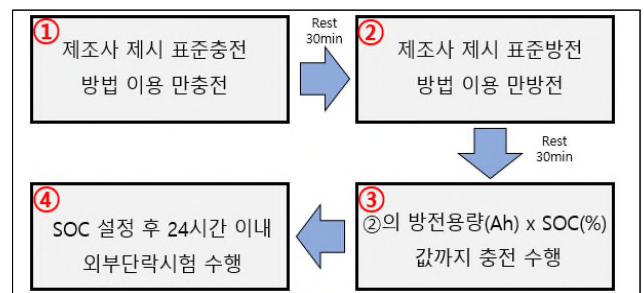 ①
제조사 제시 표준충전
방법 이용 만충전
Rest
30min
②
제조사 제시 표준방전
방법 이용 만방전
Rest
30min
③
②의 방전용량(Ah) x SOC(%)
값까지 충전 수행
④
SOC 설정 후 24시간 이내
외부단락시험 수행